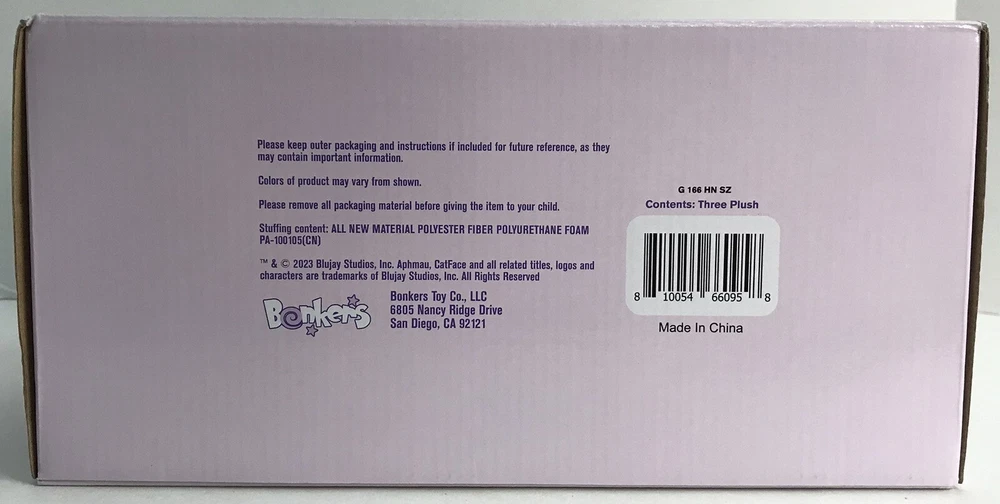 Please keep outer packaging and instructions if included for future reference, as they
may contain important information.
Colors of product may vary from shown.
Please remove all packaging material before giving the item to your child.
Stuffing content: ALL NEW MATERIAL POLYESTER FIBER POLYURETHANE FOAM
PA-100105(CN)
™ & © 2023 Blujay Studios, Inc. Aphmau, CatFace and all related titles, logos and
characters are trademarks of Blujay Studios, Inc. All Rights Reserved
Bonkers
Bonkers Toy Co., LLC
6805 Nancy Ridge Drive
San Diego, CA 92121
G 166 HN SZ
Contents: Three Plush
8 10054 66095 8
Made In China